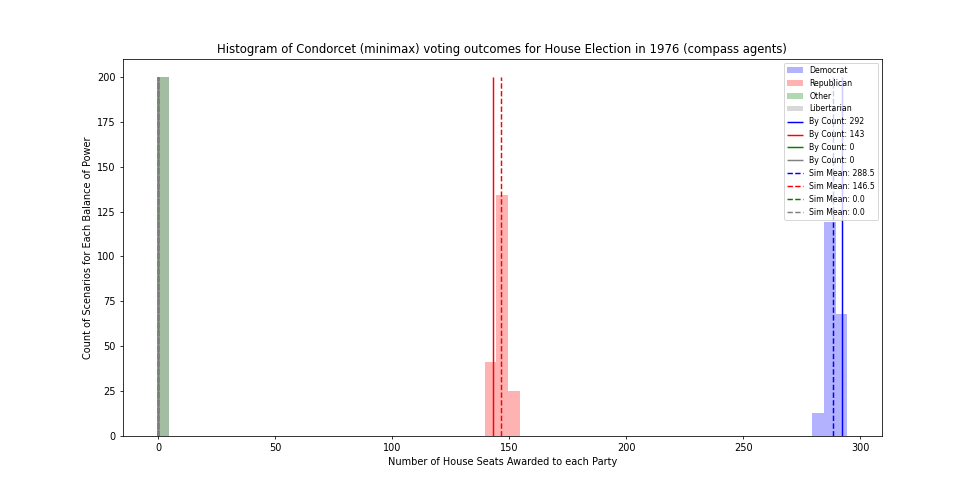 Histogram of Condorcet (minimax) voting outcomes for House Election in 1976 (compass agents)
Count of Scenarios for Each Balance of Power
200
175
150
125
100
75
50
25
0
Democrat
Republican
Other
Libertarian
By Count: 292
By Count: 143
By Count: 0
By Count: 0
Sim Mean: 288.5
Sim Mean: 146.5
Sim Mean: 0.0
Sim Mean: 0.0
0 50 100 150 200 250 300
Number of House Seats Awarded to each Party